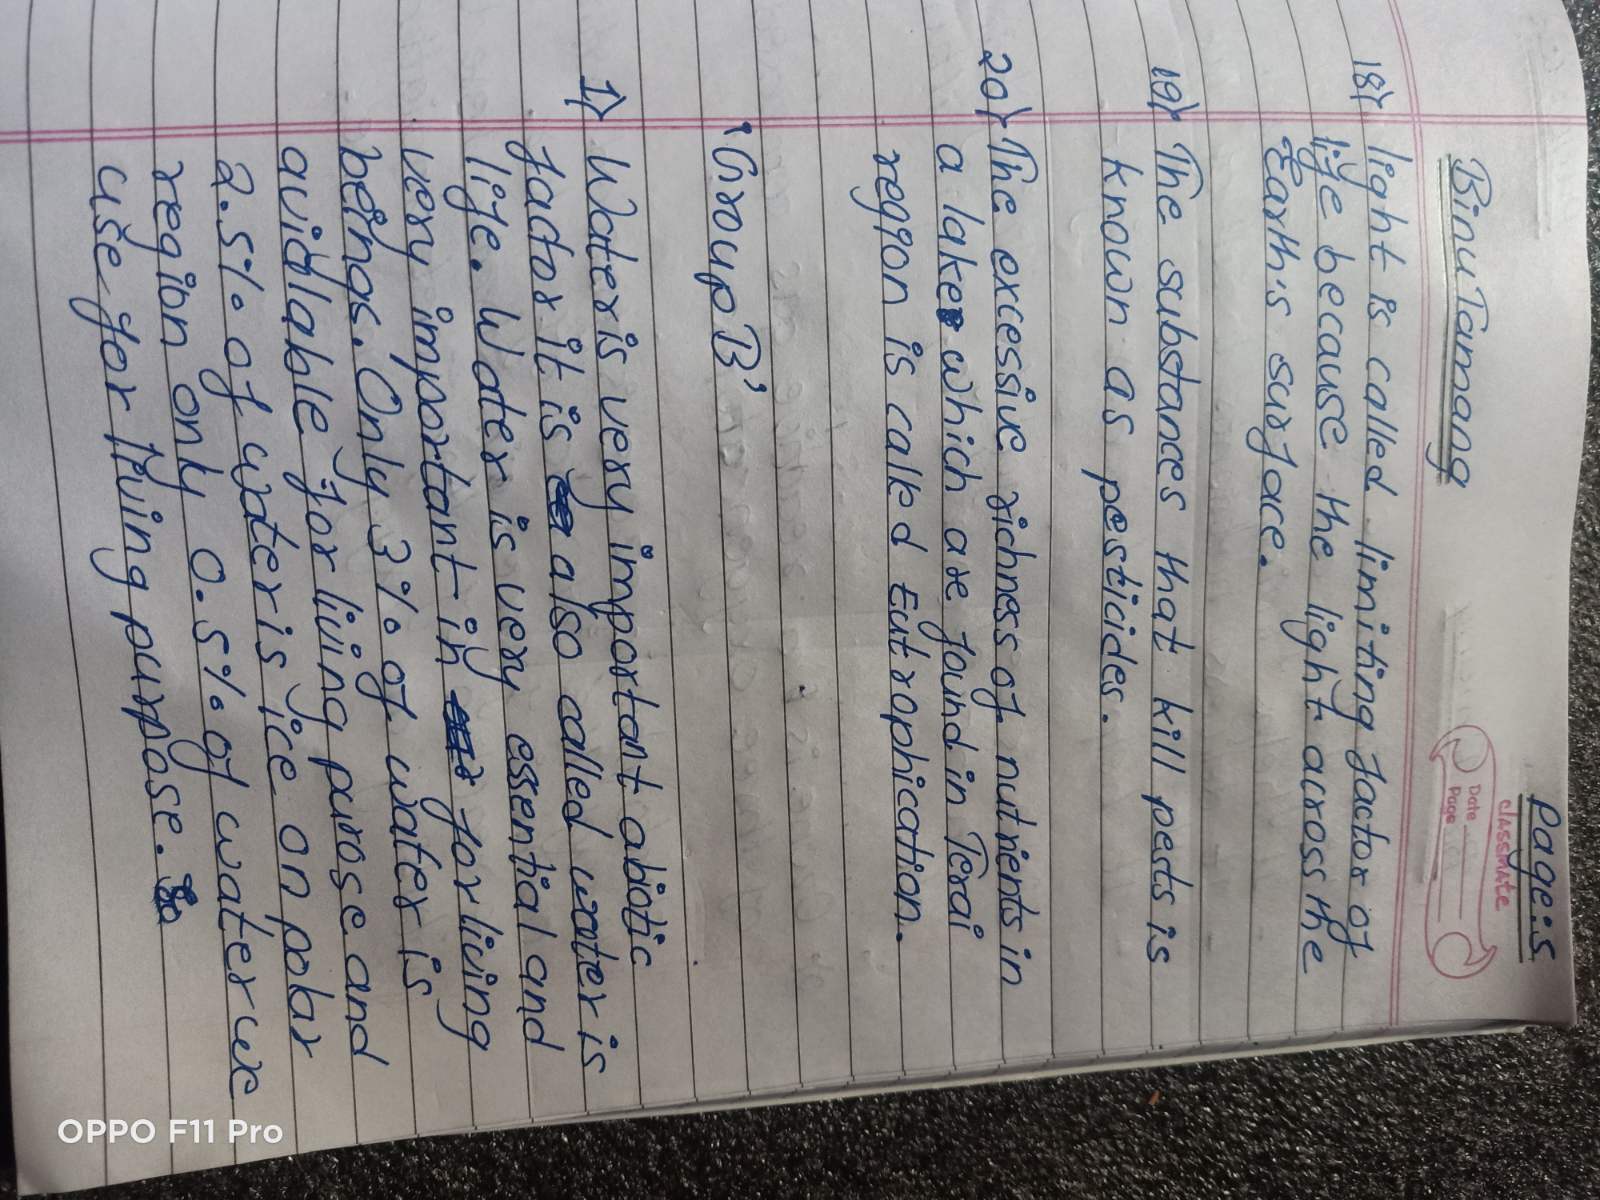 Page:5
classmate
Date
Page
Binu Tammang
18) light is called limiting factor of
life because the light across the
Earth's surface.
19) The substances that kill pests is
known as pesticides.
20) The excessive richness of nutrients in
a lake which are found in Terai
region is called Eutrophication.
'Group B'
1) Water is very important abiotic
factor it is also called water is
life. Water is very essential and
very important in for living
beings. Only 3% of water is
avidlable for living purose and
2.5% of water is ice on polar
region only 0.5% of water we
use for living purpose.
OPPO F11 Pro